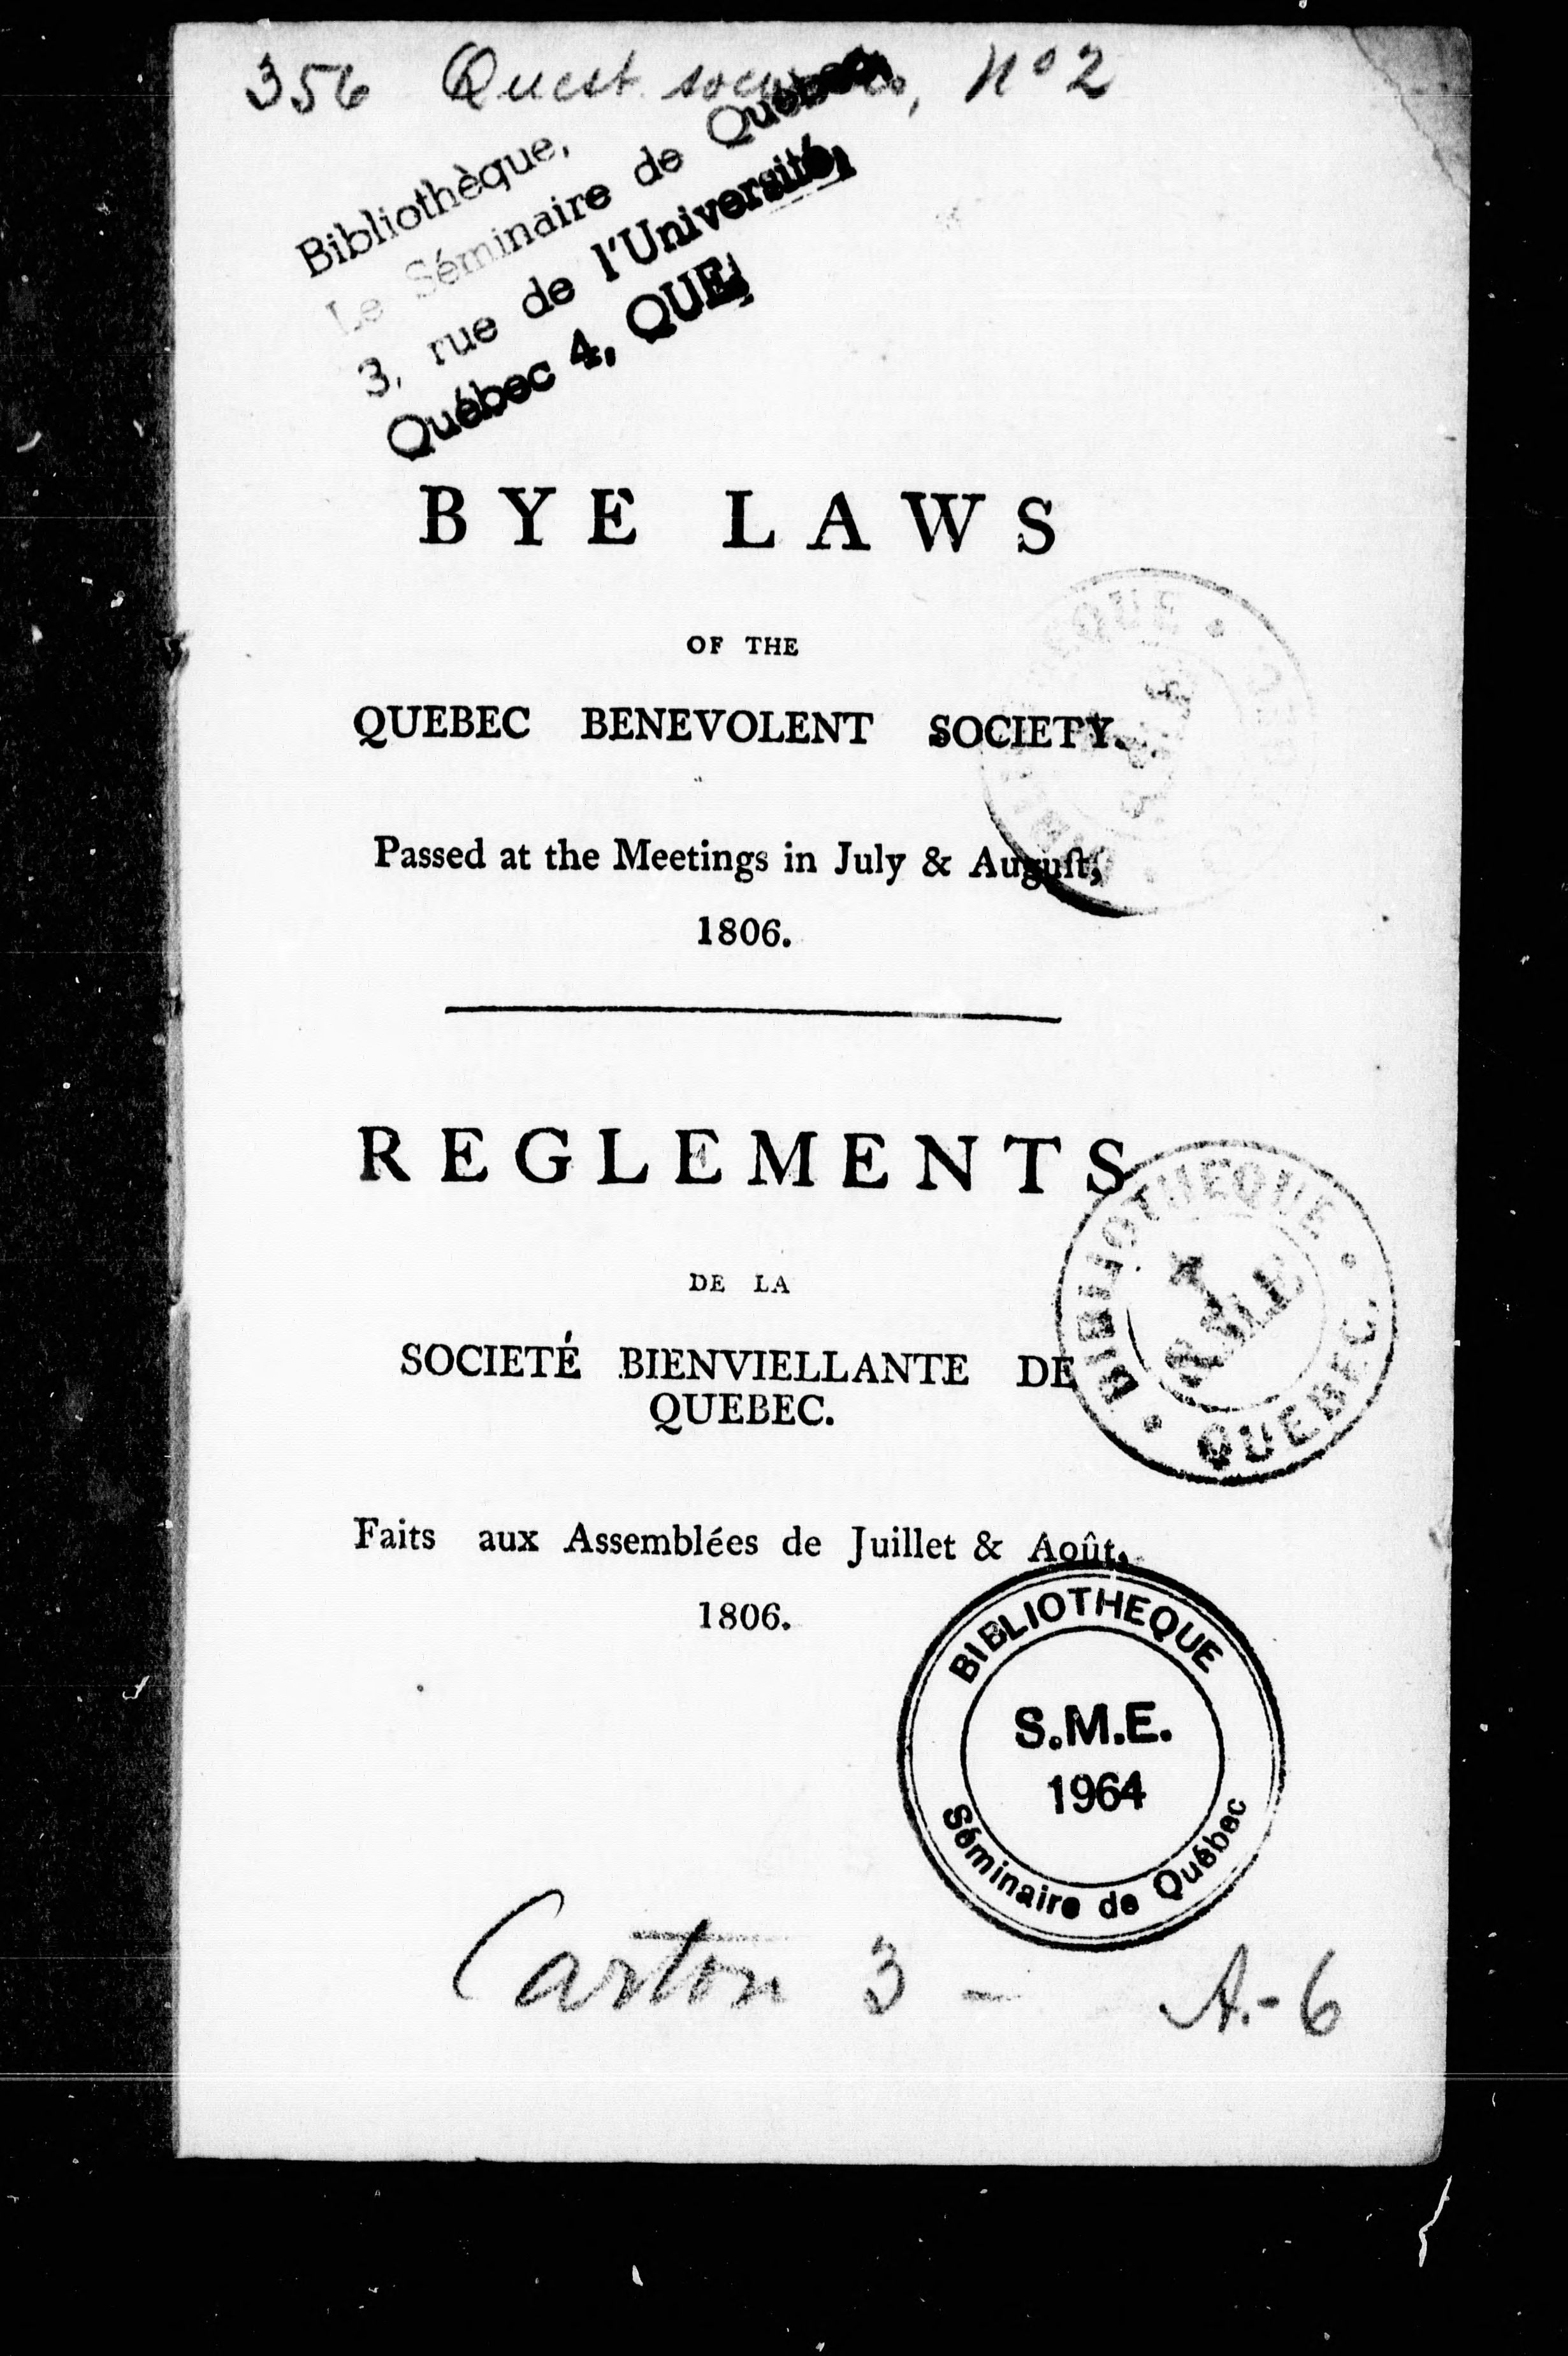 356 Quest. N° 2
Bibliothèque,
Le Séminaire de Québec,
3, rue de l'Université,
Québec 4, QUE.
BYE LAWS
OF THE
QUEBEC BENEVOLENT SOCIETY.
Passed at the Meetings in July & Auguſt,
1806.
REGLEMENTS
DE LA
SOCIETÉ BIENVIELLANTE DE
QUEBEC.
BIBLIOTHEQUE
QUEBEC.
Faits aux Assemblées de Juillet & Août,
1806.
BIBLIOTHEQUE
S.M.E.
1964
Séminaire de Québec
Carton 3 - A.-6